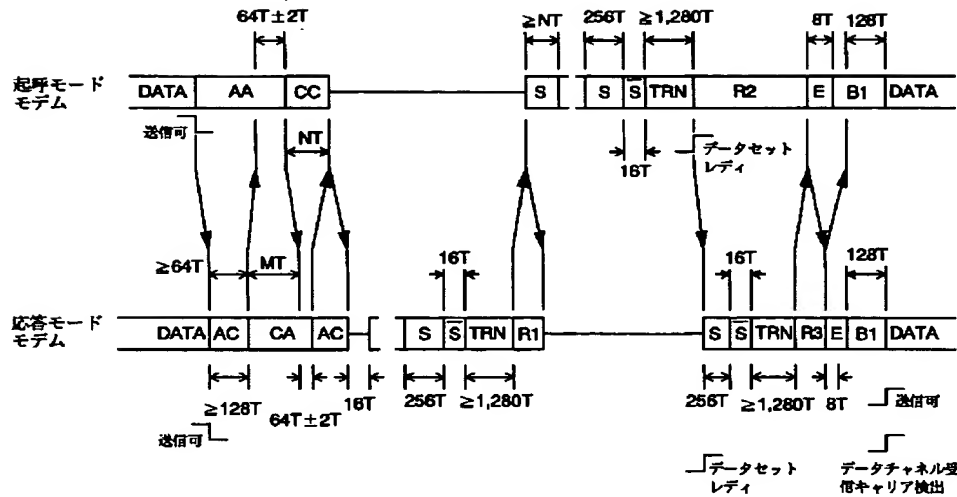 64T±2T
≧NT
256T
≧1,280T
8T
128T
起呼モード
モデム
DATA
AA
CC
S
S
S̅
TRN
R2
E
B1
DATA
送信可
NT
16T
データセット
レディ
≧64T
MT
16T
16T
128T
応答モード
モデム
DATA
AC
CA
AC
S
S̅
TRN
R1
S
S̅
TRN
R3
E
B1
DATA
≧128T
64T±2T
16T
256T
≧1,280T
256T
≧1,280T
8T
送信可
送信可
データセット
レディ
データチャネル受
信キャリア検出